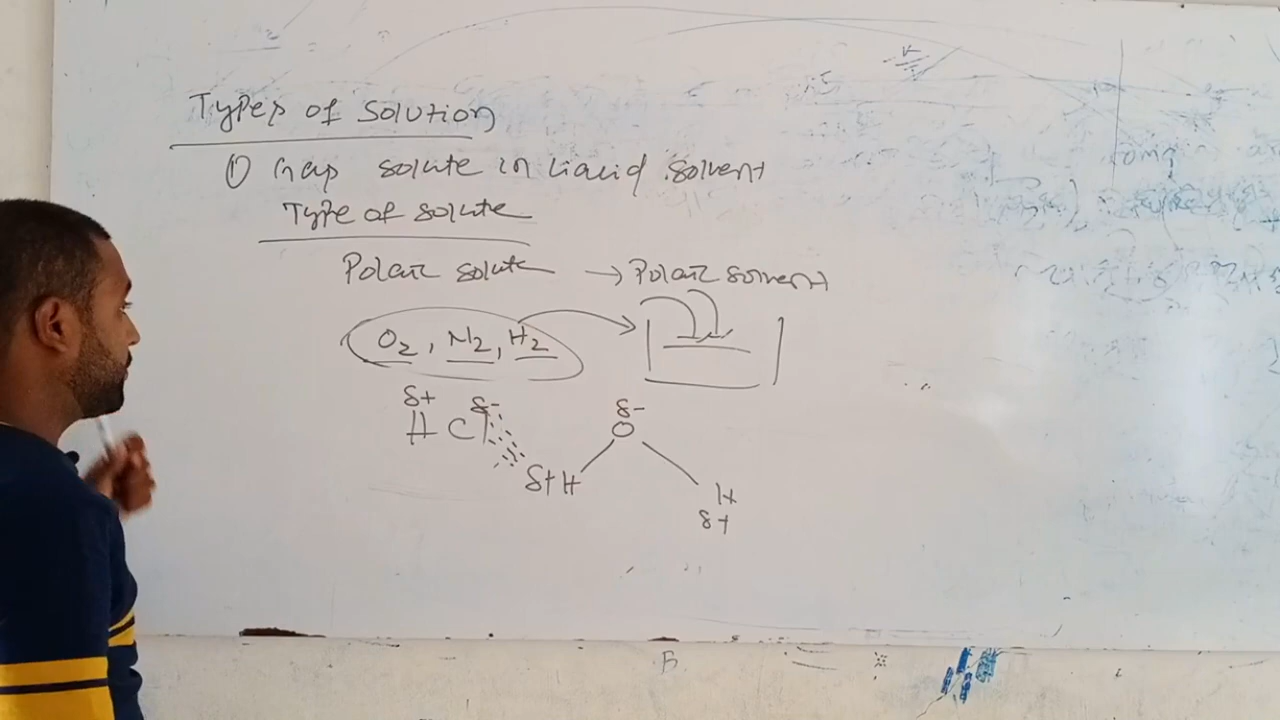 Types of Solution
① Gas solute in Liquid solvent
Type of solute
Polar solute → Polar solvent
O2, N2, H2
δ+ δ- δ-
H Cl O
δ+ H
H
δ+